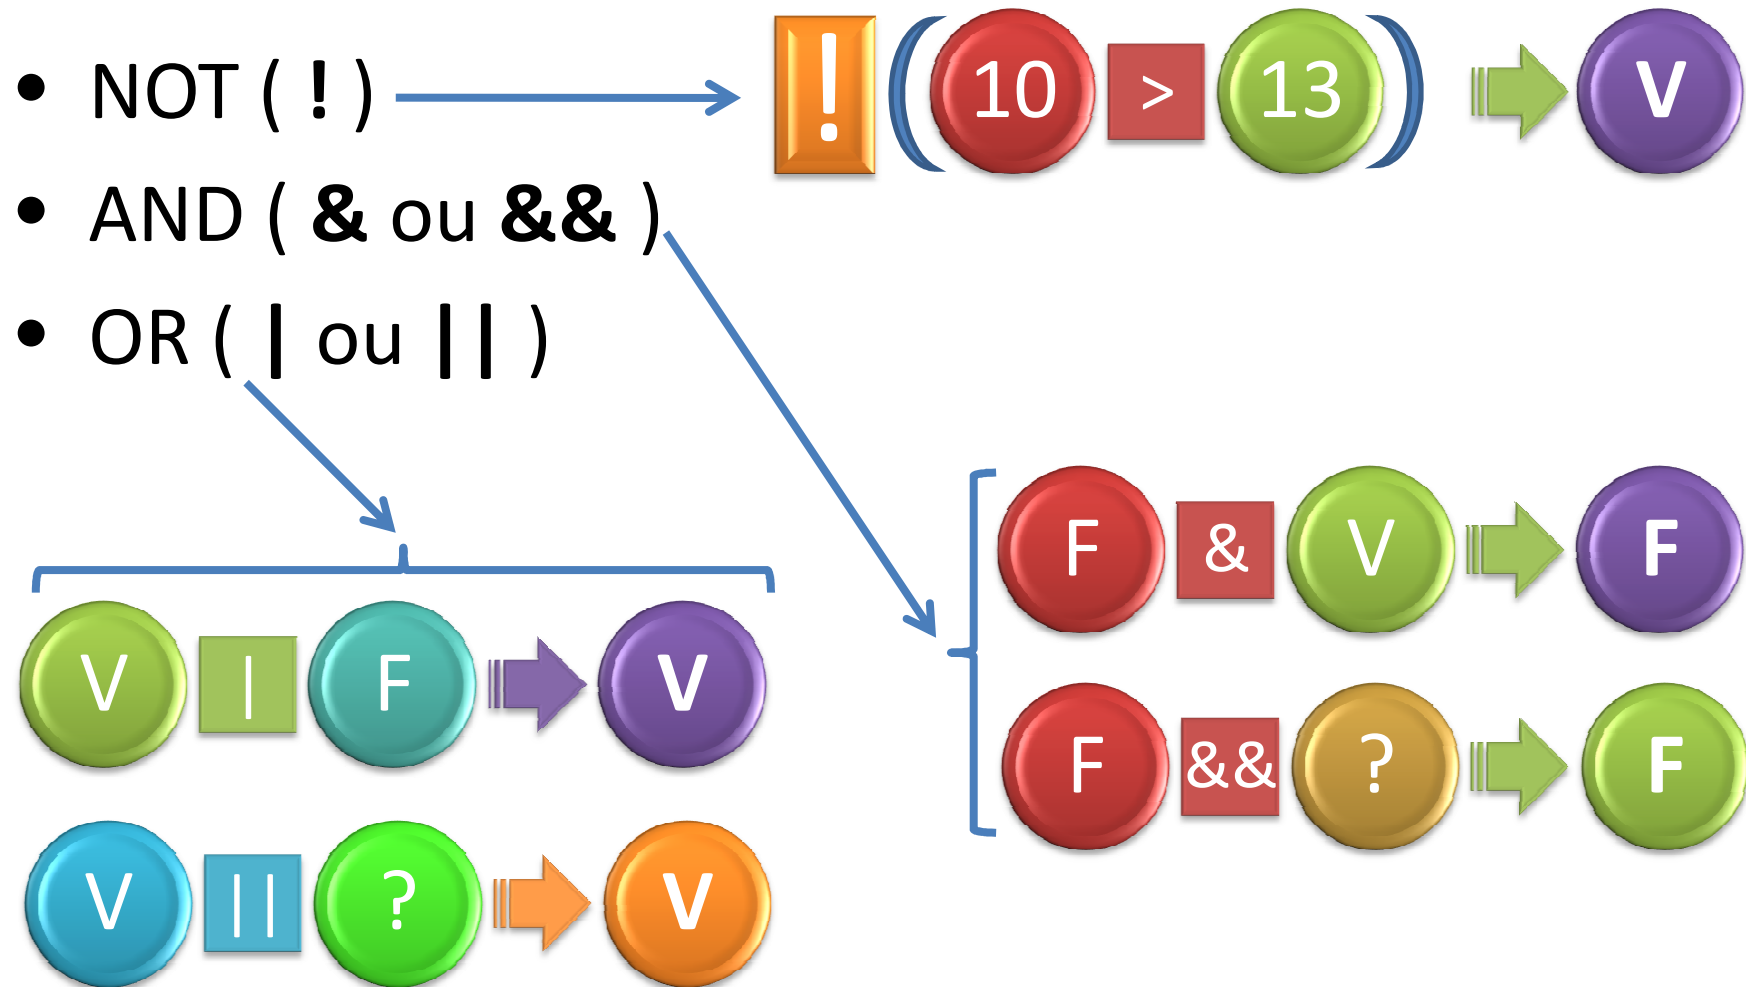 • NOT ( ! )
! ( 10 > 13 ) V
• AND ( & ou && )
• OR ( | ou || )
F & V F
F && ? F
V | F V
V || ? V